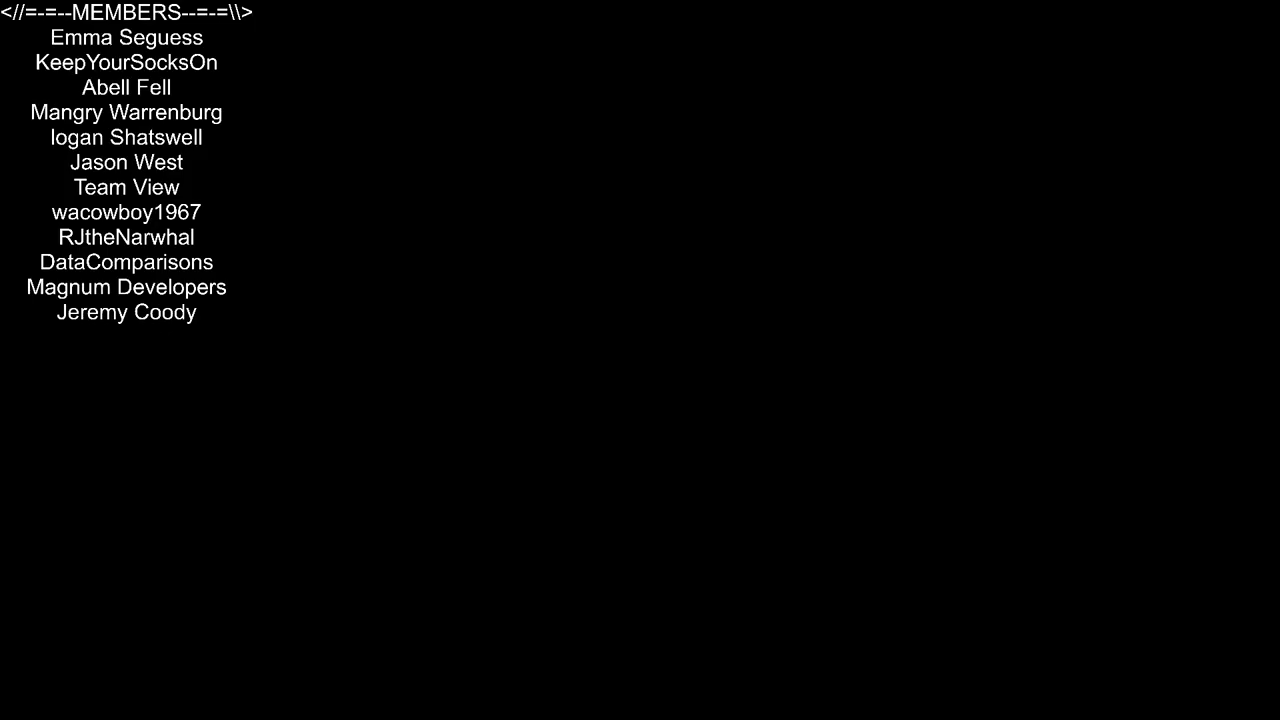 <//=-=--MEMBERS--=-=\\>
Emma Seguess
KeepYourSocksOn
Abell Fell
Mangry Warrenburg
logan Shatswell
Jason West
Team View
wacowboy1967
RJtheNarwhal
DataComparisons
Magnum Developers
Jeremy Coody